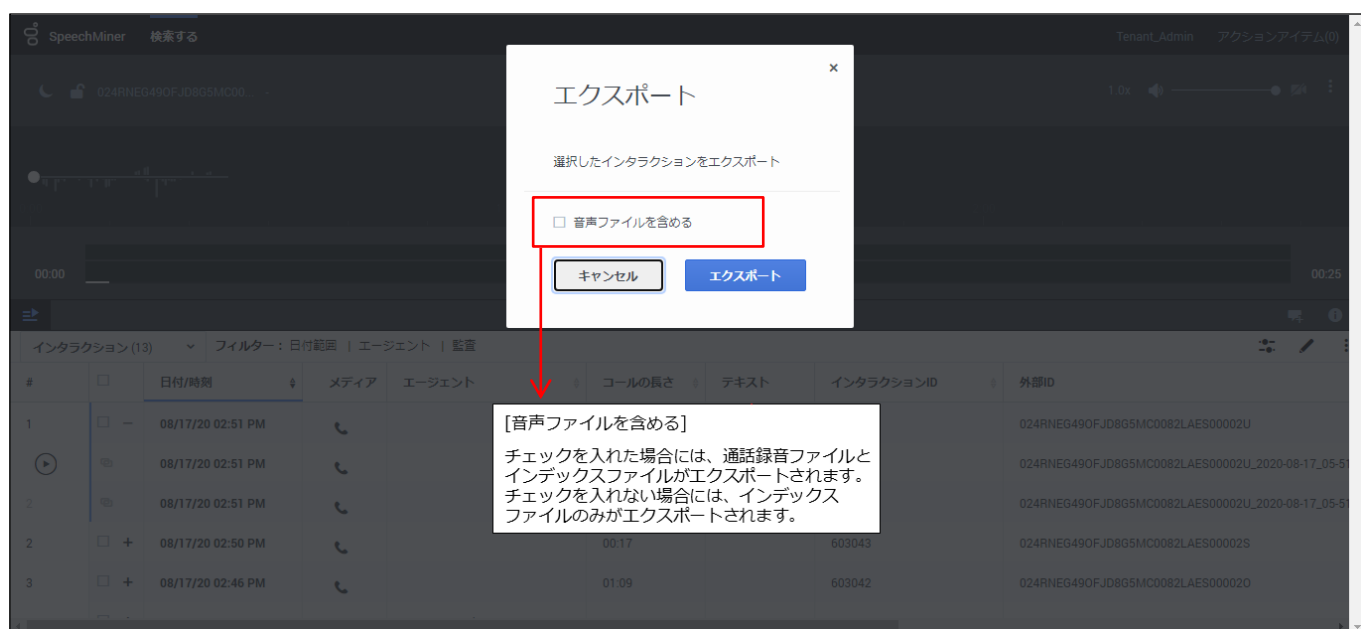 SpeechMiner 検索する Tenant_Admin アクションアイテム(0)
×
エクスポート
1.0x
選択したインタラクションをエクスポート
音声ファイルを含める
キャンセル エクスポート
00:00 00:25
インタラクション (13) フィルター : 日付範囲 | エージェント | 監査
# 日付/時刻 メディア エージェント コールの長さ テキスト インタラクションID 外部ID
[音声ファイルを含める]
チェックを入れた場合には、通話録音ファイルと
インデックスファイルがエクスポートされます。
チェックを入れない場合には、インデックス
ファイルのみがエクスポートされます。
1 08/17/20 02:51 PM 024RNEG49OFJD8G5MC0082LAES00002U
08/17/20 02:51 PM 024RNEG49OFJD8G5MC0082LAES00002U_2020-08-17_05-51
2 08/17/20 02:51 PM 024RNEG49OFJD8G5MC0082LAES00002U_2020-08-17_05-51
2 + 08/17/20 02:50 PM 00:17 603043 024RNEG49OFJD8G5MC0082LAES00002S
3 + 08/17/20 02:46 PM 01:09 603042 024RNEG49OFJD8G5MC0082LAES00002O